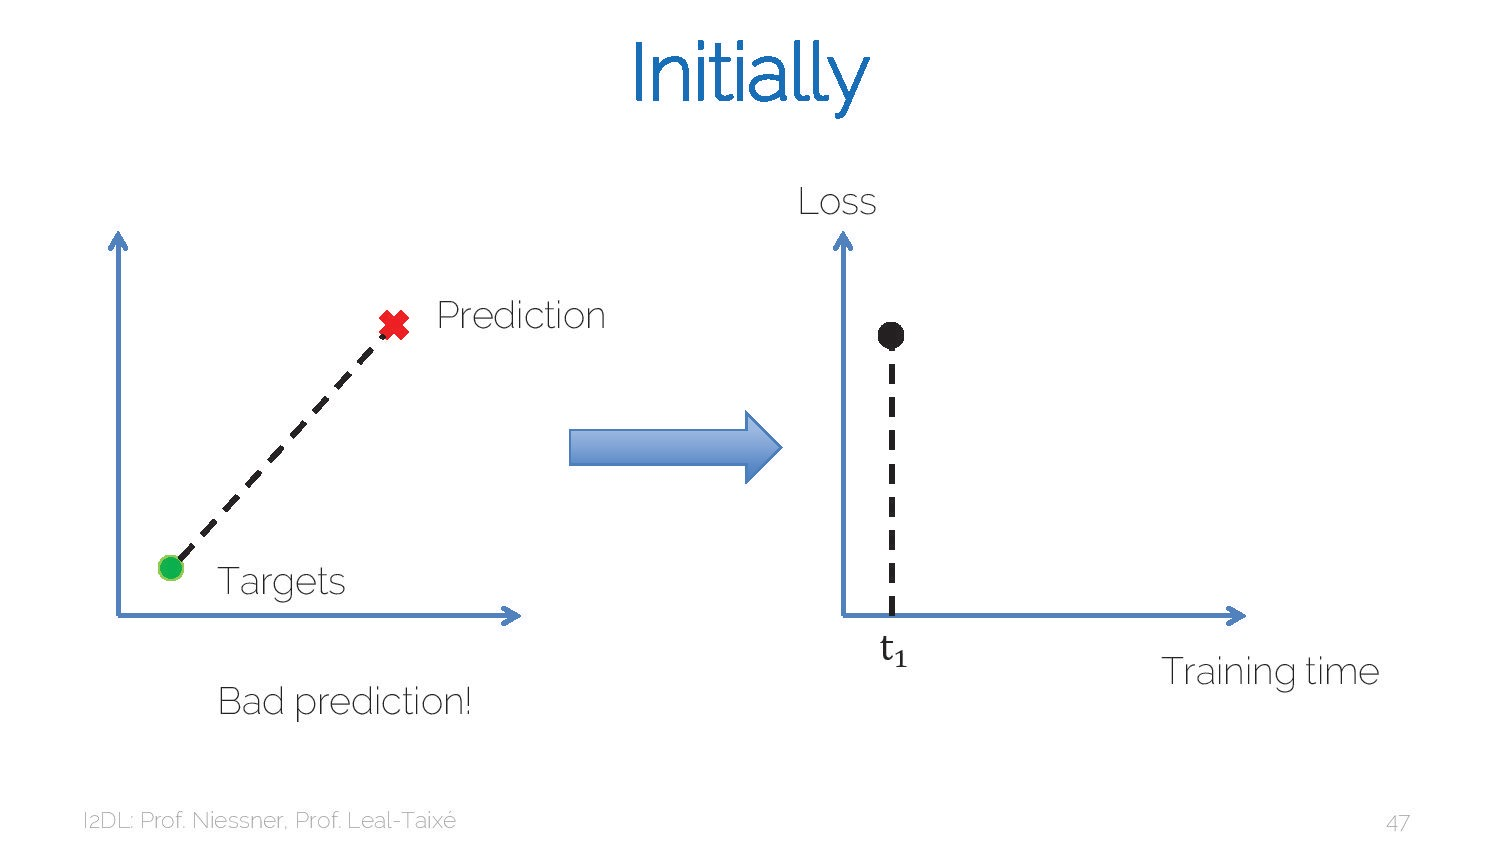 Initially
Loss
Prediction
Targets
t₁
Training time
Bad prediction!
I2DL: Prof. Niessner, Prof. Leal-Taixé
47